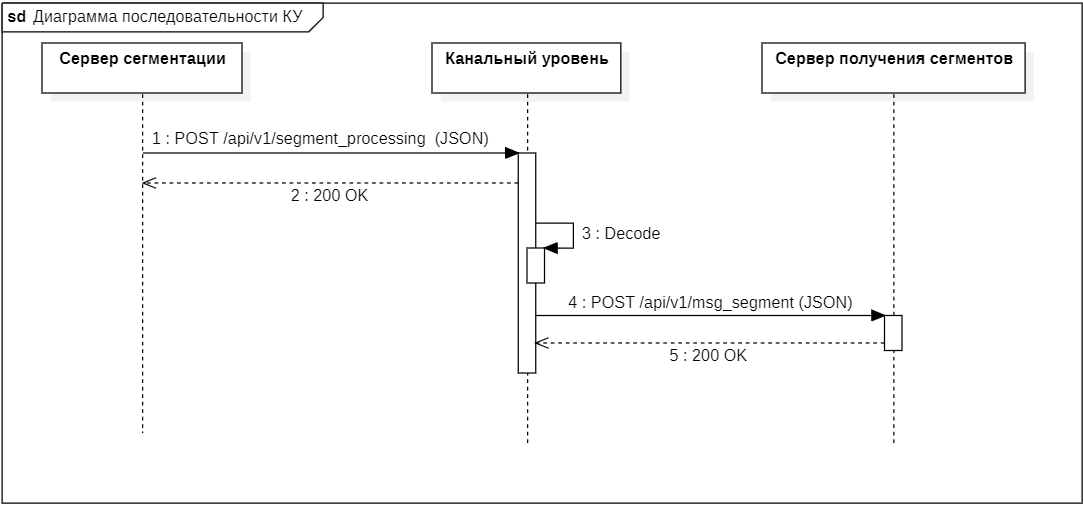 sd Диаграмма последовательности КУ
Сервер сегментации
Канальный уровень
Сервер получения сегментов
1 : POST /api/v1/segment_processing (JSON)
2 : 200 OK
3 : Decode
4 : POST /api/v1/msg_segment (JSON)
5 : 200 OK